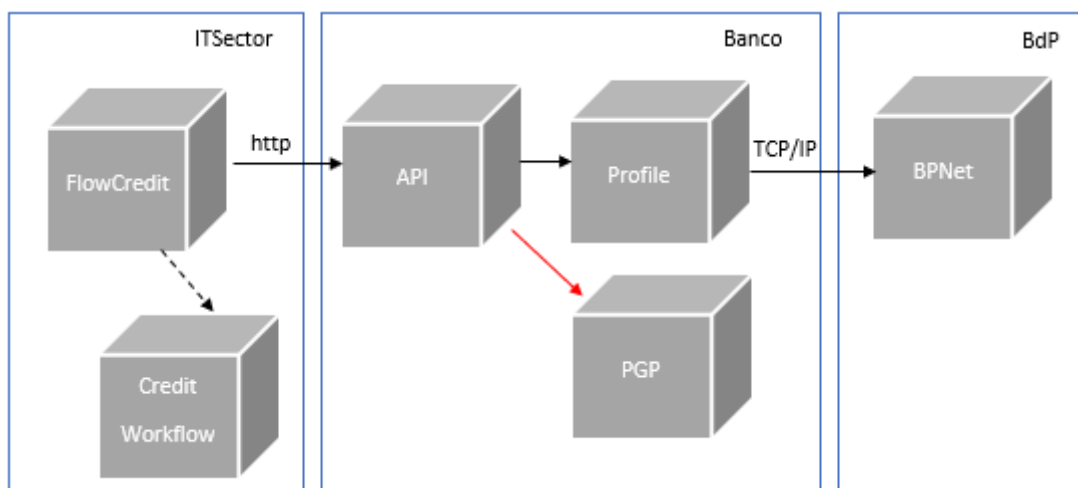 ITSector
Banco
BdP
FlowCredit
http
API
Profile
TCP/IP
BPNet
Credit
Workflow
PGP